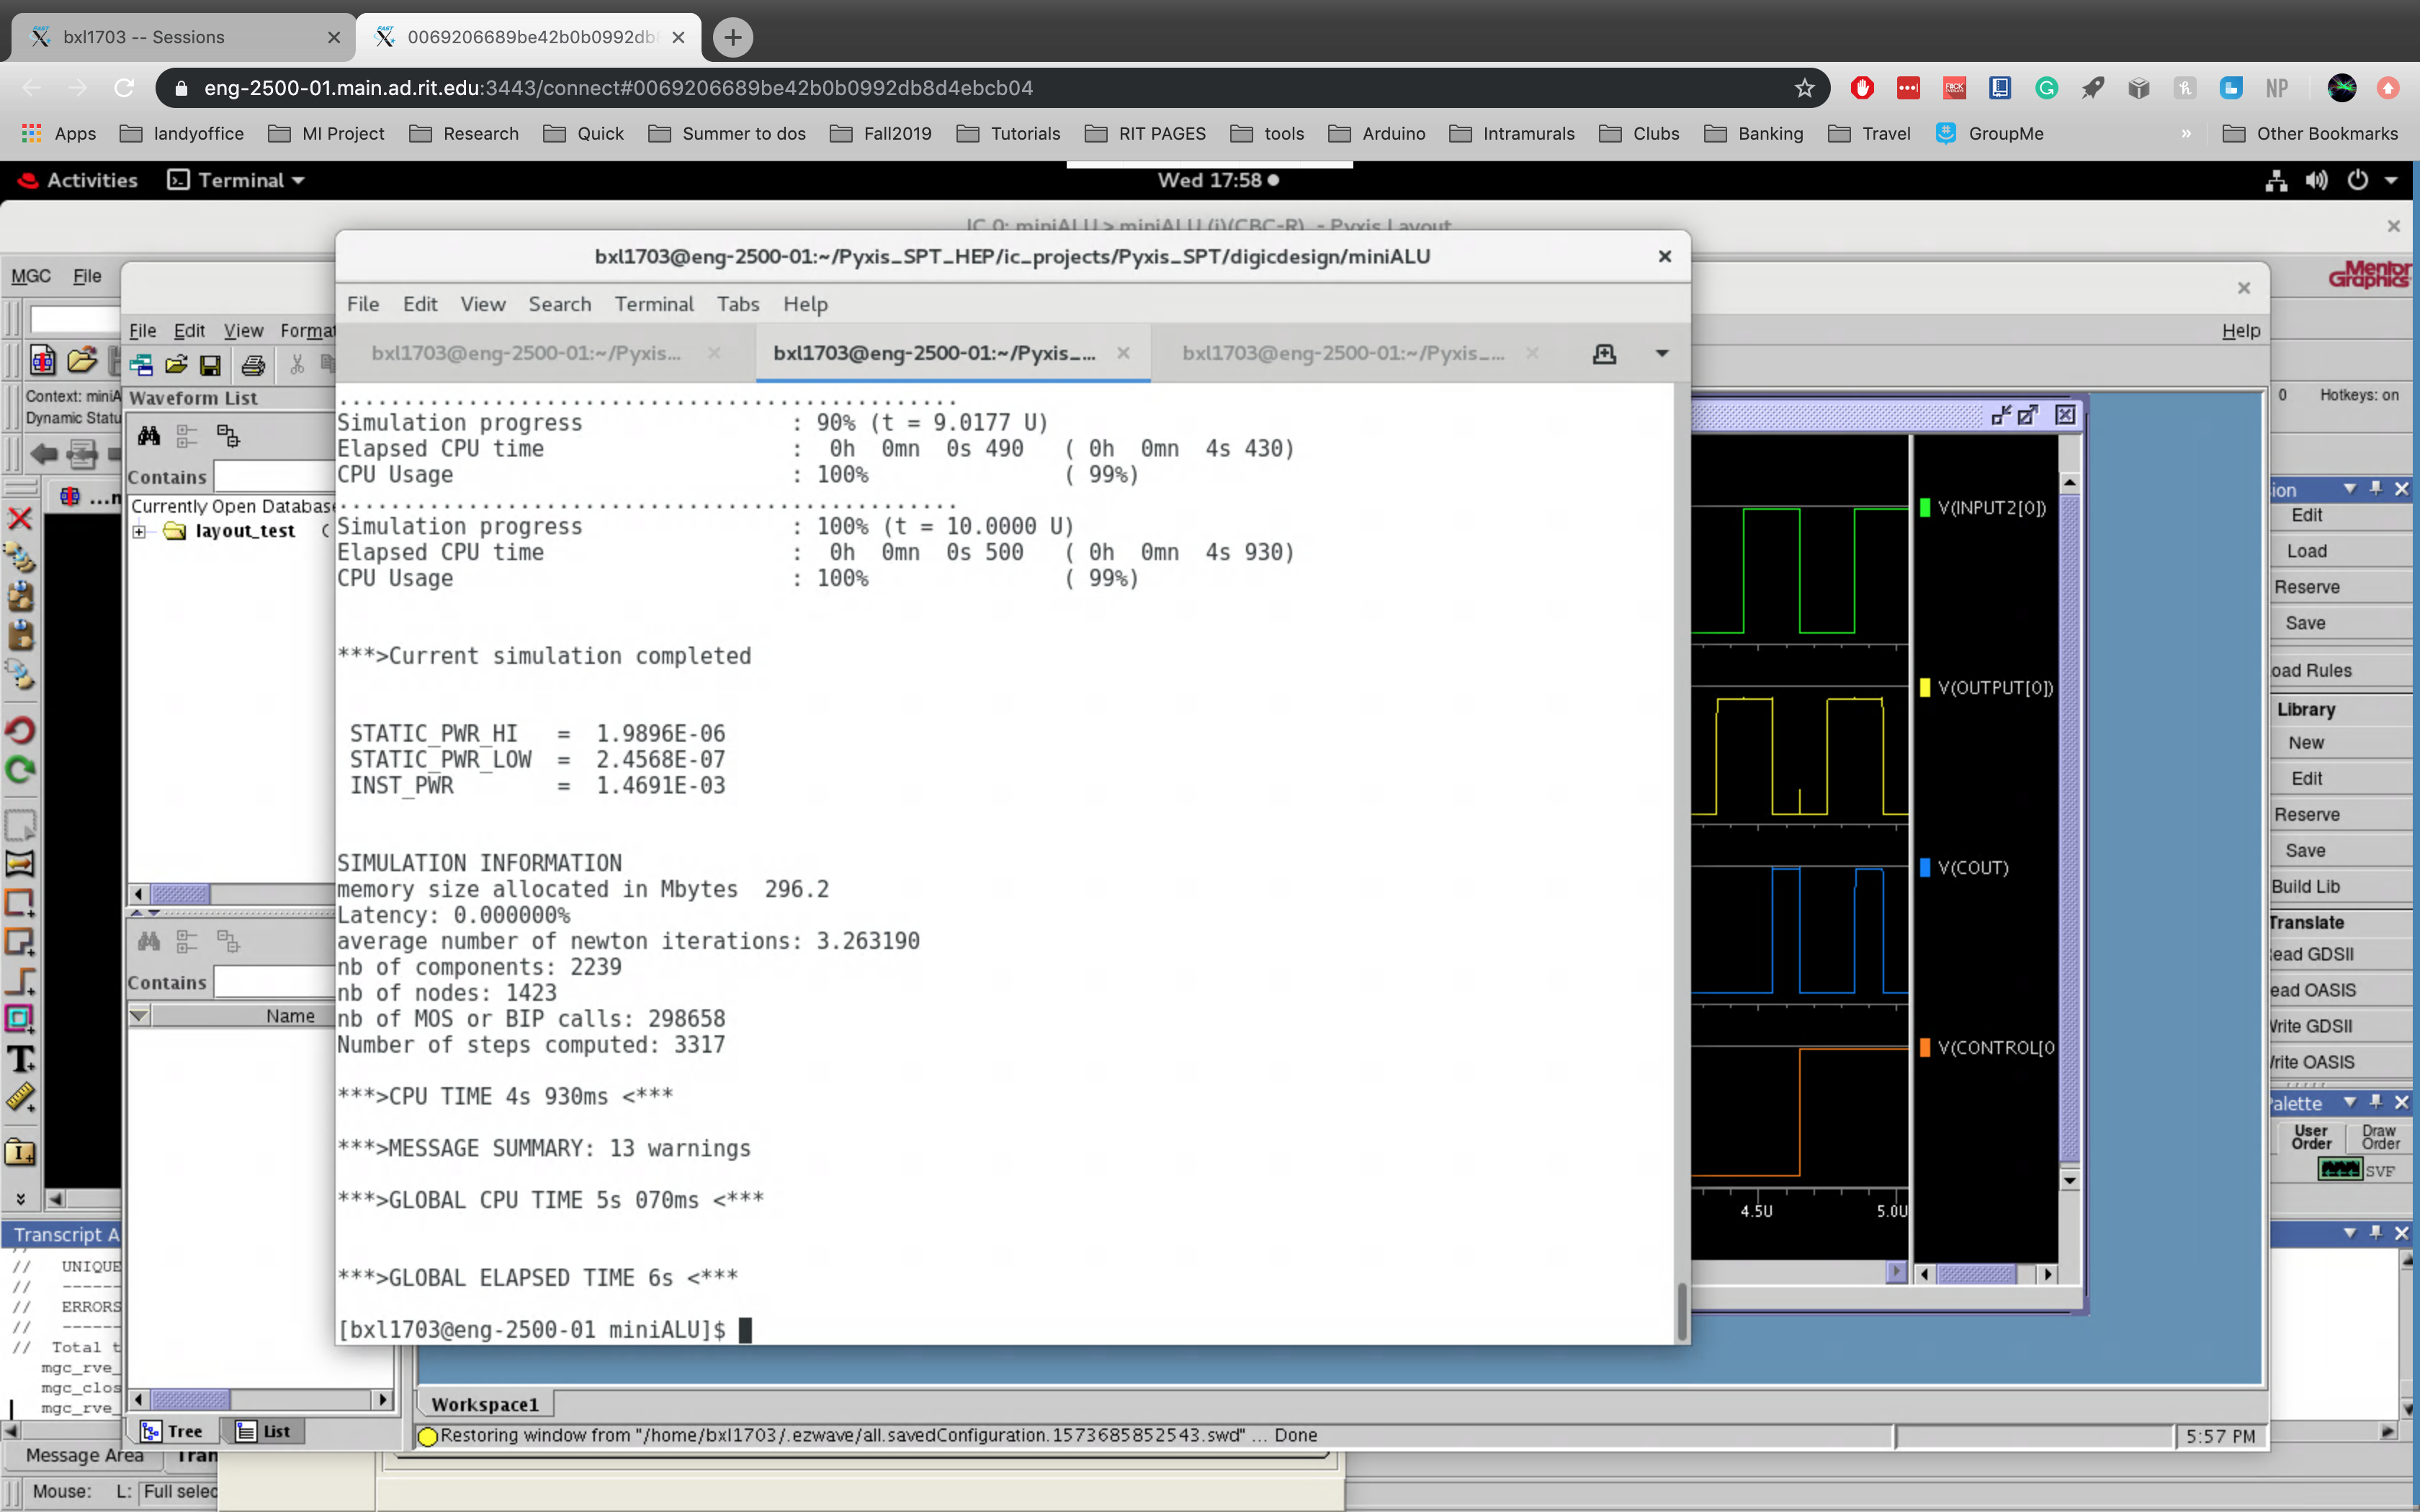 bxl1703 -- Sessions
0069206689be42b0b0992db
eng-2500-01.main.ad.rit.edu:3443/connect#0069206689be42b0b0992db8d4ebcb04
NP
Apps landyoffice MI Project Research Quick Summer to dos Fall2019 Tutorials RIT PAGES tools Arduino Intramurals Clubs Banking Travel GroupMe » Other Bookmarks
Activities Terminal Wed 17:58
IC 0: miniALU > miniALU (i)(CBC-R) - Pyxis Layout
bxl1703@eng-2500-01:~/Pyxis_SPT_HEP/ic_projects/Pyxis_SPT/digicdesign/miniALU
MGC File
Mentor Graphics
File Edit View Search Terminal Tabs Help
File Edit View Format
Help
bxl1703@eng-2500-01:~/Pyxis... bxl1703@eng-2500-01:~/Pyxis_... bxl1703@eng-2500-01:~/Pyxis_...
Context: miniA
Dynamic Statu
0 Hotkeys: on
Waveform List
Contains
Currently Open Database
layout_test
Simulation progress : 90% (t = 9.0177 U)
Elapsed CPU time : 0h 0mn 0s 490 ( 0h 0mn 4s 430)
CPU Usage : 100% ( 99%)
Simulation progress : 100% (t = 10.0000 U)
Elapsed CPU time : 0h 0mn 0s 500 ( 0h 0mn 4s 930)
CPU Usage : 100% ( 99%)
***>Current simulation completed
STATIC_PWR_HI = 1.9896E-06
STATIC_PWR_LOW = 2.4568E-07
INST_PWR = 1.4691E-03
SIMULATION INFORMATION
memory size allocated in Mbytes 296.2
Latency: 0.000000%
average number of newton iterations: 3.263190
nb of components: 2239
nb of nodes: 1423
nb of MOS or BIP calls: 298658
Number of steps computed: 3317
***>CPU TIME 4s 930ms <***
***>MESSAGE SUMMARY: 13 warnings
***>GLOBAL CPU TIME 5s 070ms <***
***>GLOBAL ELAPSED TIME 6s <***
[bxl1703@eng-2500-01 miniALU]$
V(INPUT2[0])
V(OUTPUT[0])
V(COUT)
V(CONTROL[0
4.5U 5.0U
ion
Edit
Load
Reserve
Save
oad Rules
Library
New
Edit
Reserve
Save
Build Lib
Translate
ead GDSII
ead OASIS
Write GDSII
Write OASIS
alette
User Order
Draw Order
SVF
Contains
Name
Transcript A
// UNIQUE
// ------
// ERRORS
// ------
// Total t
mgc_rve_
mgc_clos
mgc_rve_
Tree List
Workspace1
Restoring window from "/home/bxl1703/.ezwave/all.savedConfiguration.1573685852543.swd" ... Done
5:57 PM
Message Area Tran
Mouse: L: Full selec